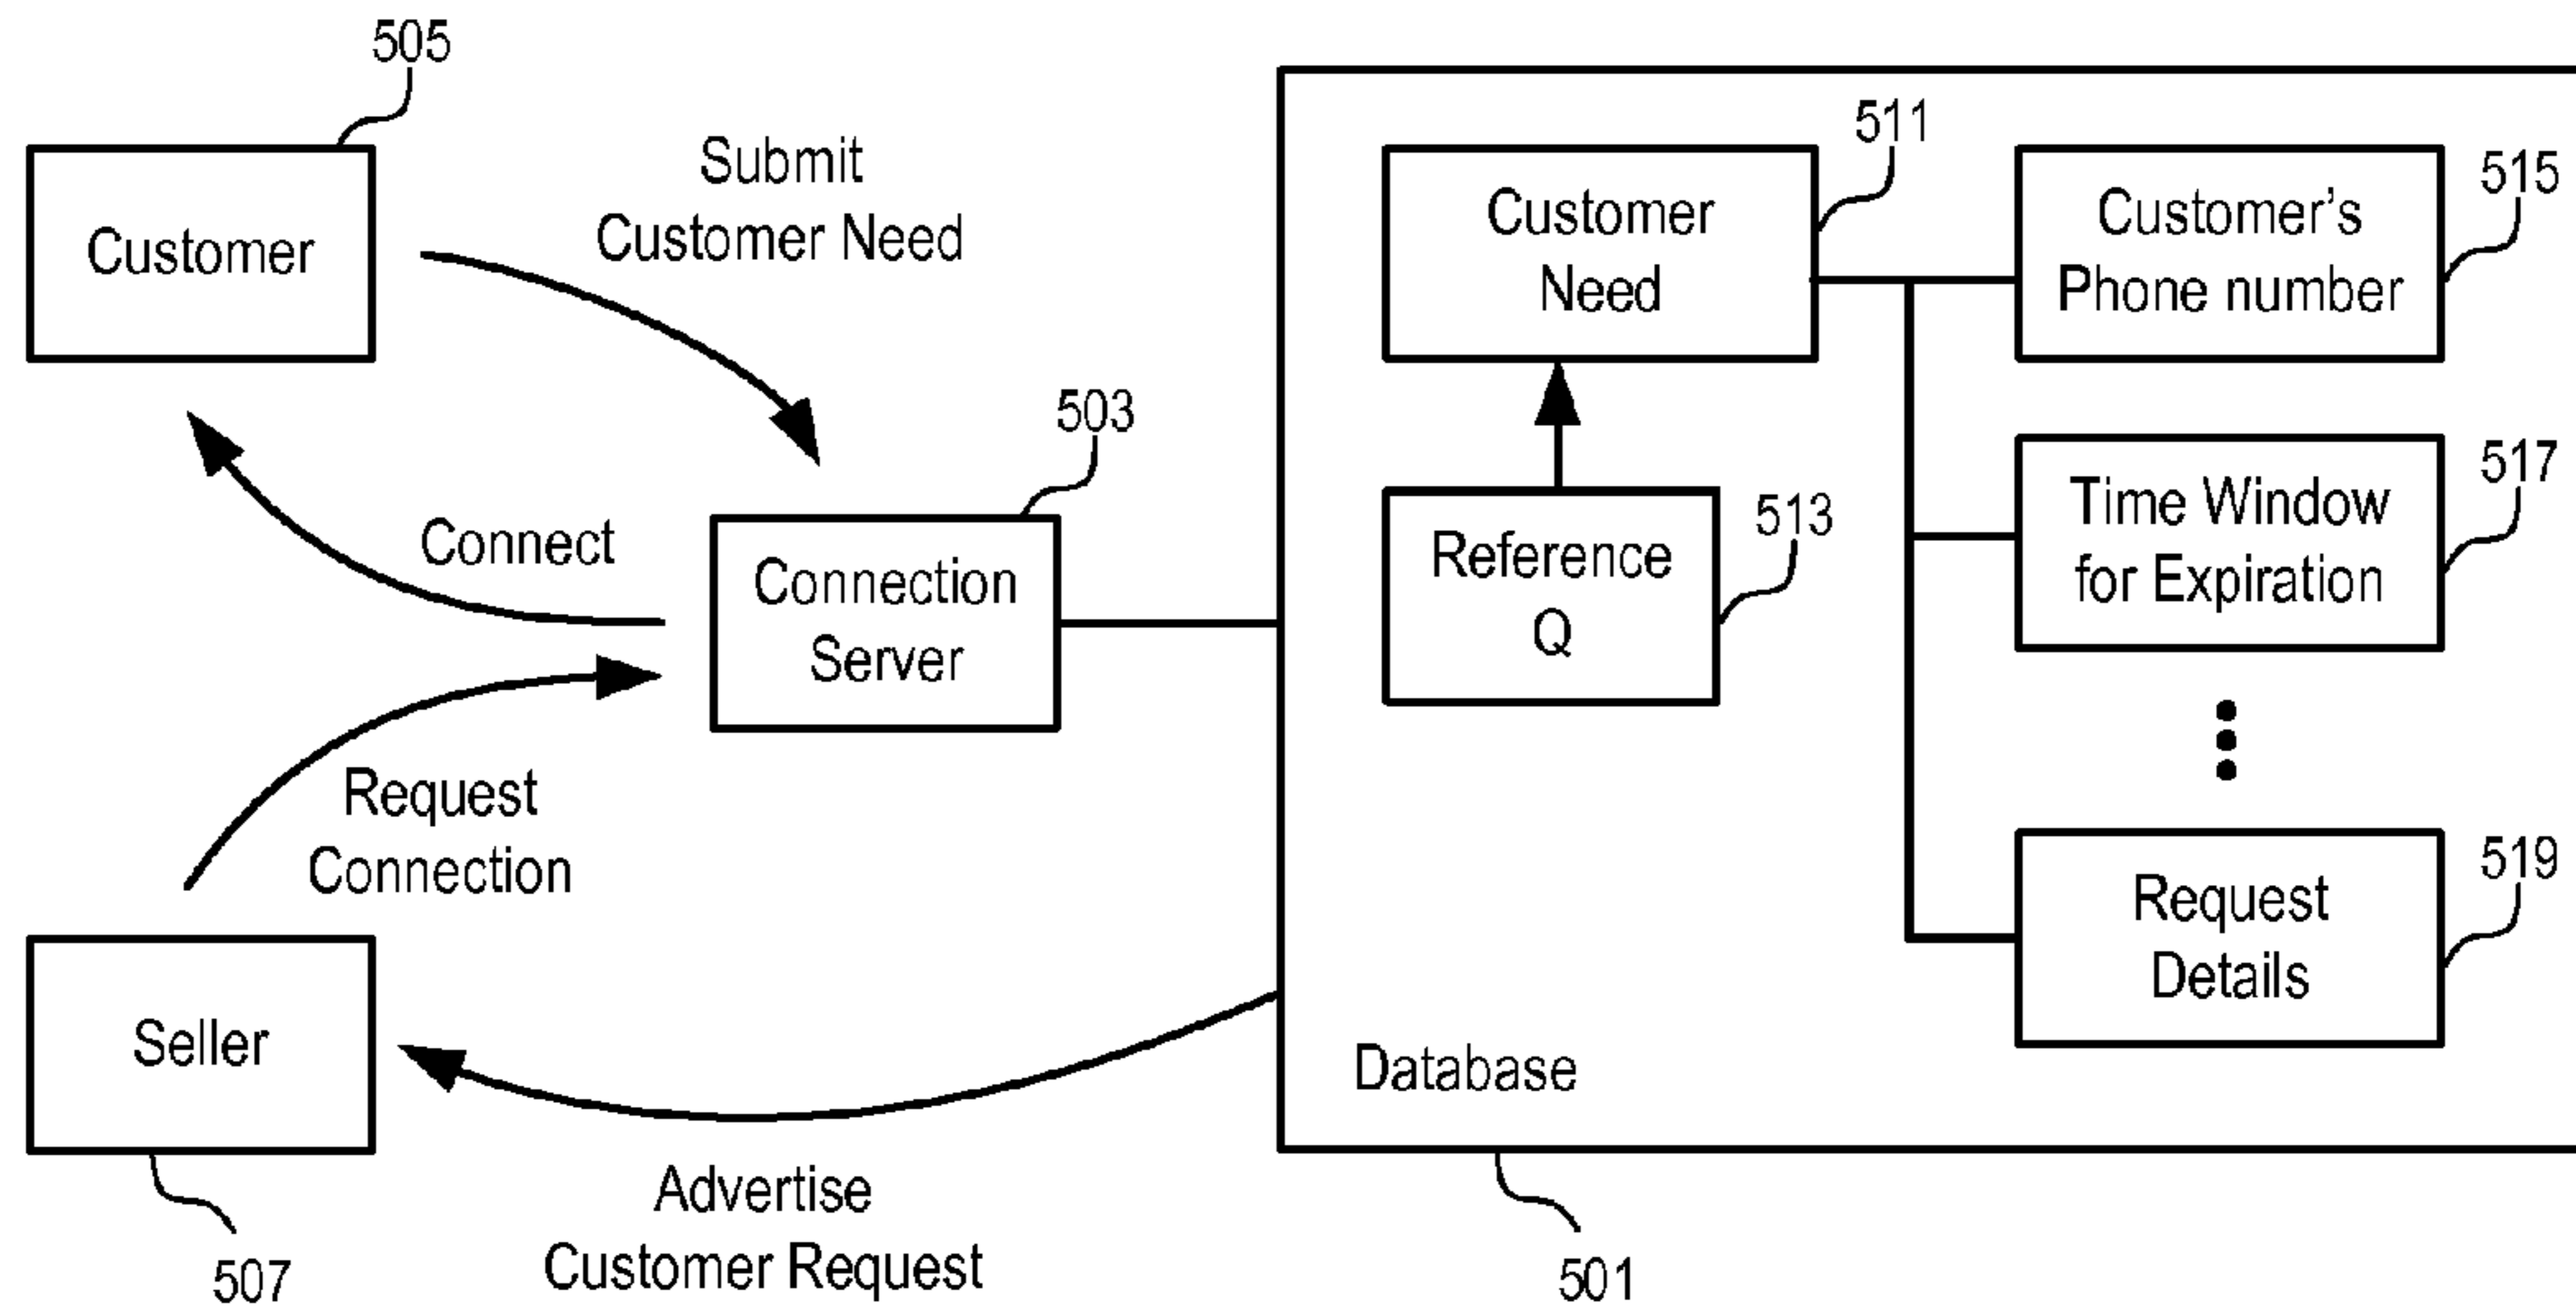 505
Customer
Submit
Customer Need
Connect
503
Connection
Server
Request
Connection
Seller
507
Advertise
Customer Request
511
Customer
Need
513
Reference
Q
515
Customer's
Phone number
517
Time Window
for Expiration
519
Request
Details
Database
501